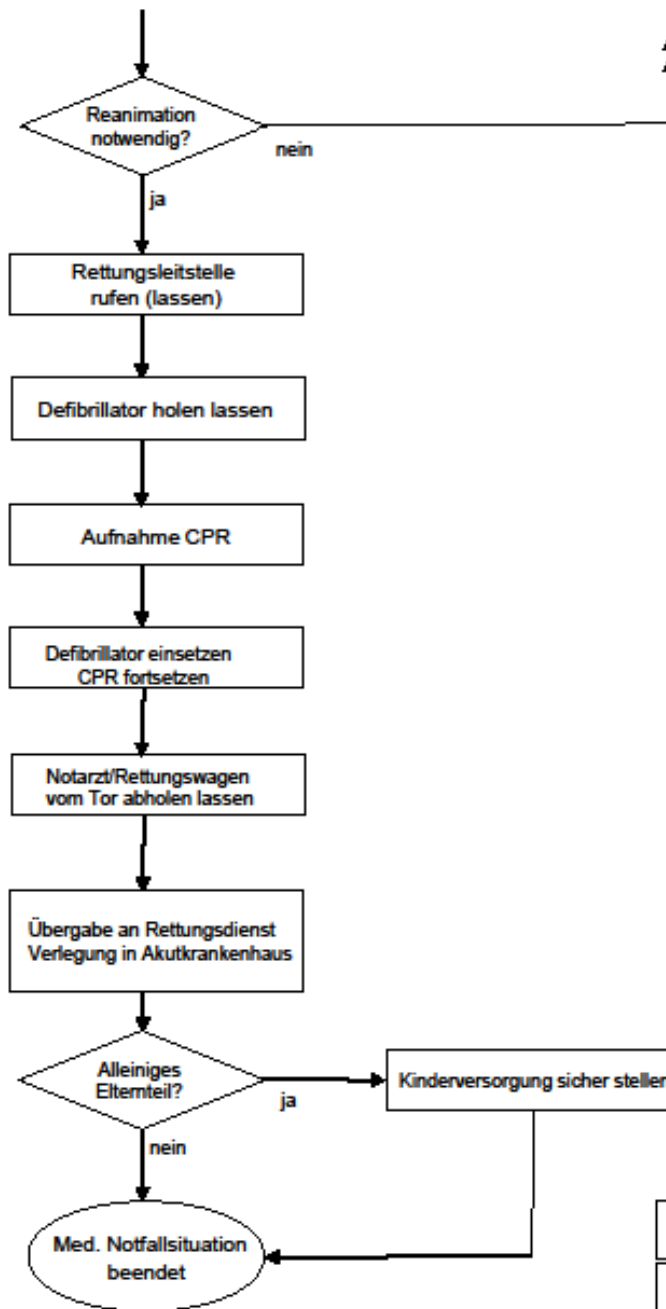 Reanimation
notwendig?
nein
ja
Rettungsleitstelle
rufen (lassen)
Defibrillator holen lassen
Aufnahme CPR
Defibrillator einsetzen
CPR fortsetzen
Notarzt/Rettungswagen
vom Tor abholen lassen
Übergabe an Rettungsdienst
Verlegung in Akutkrankenhaus
Alleiniges
Elternteil?
ja
Kinderversorgung sicher steller
nein
Med. Notfallsituation
beendet